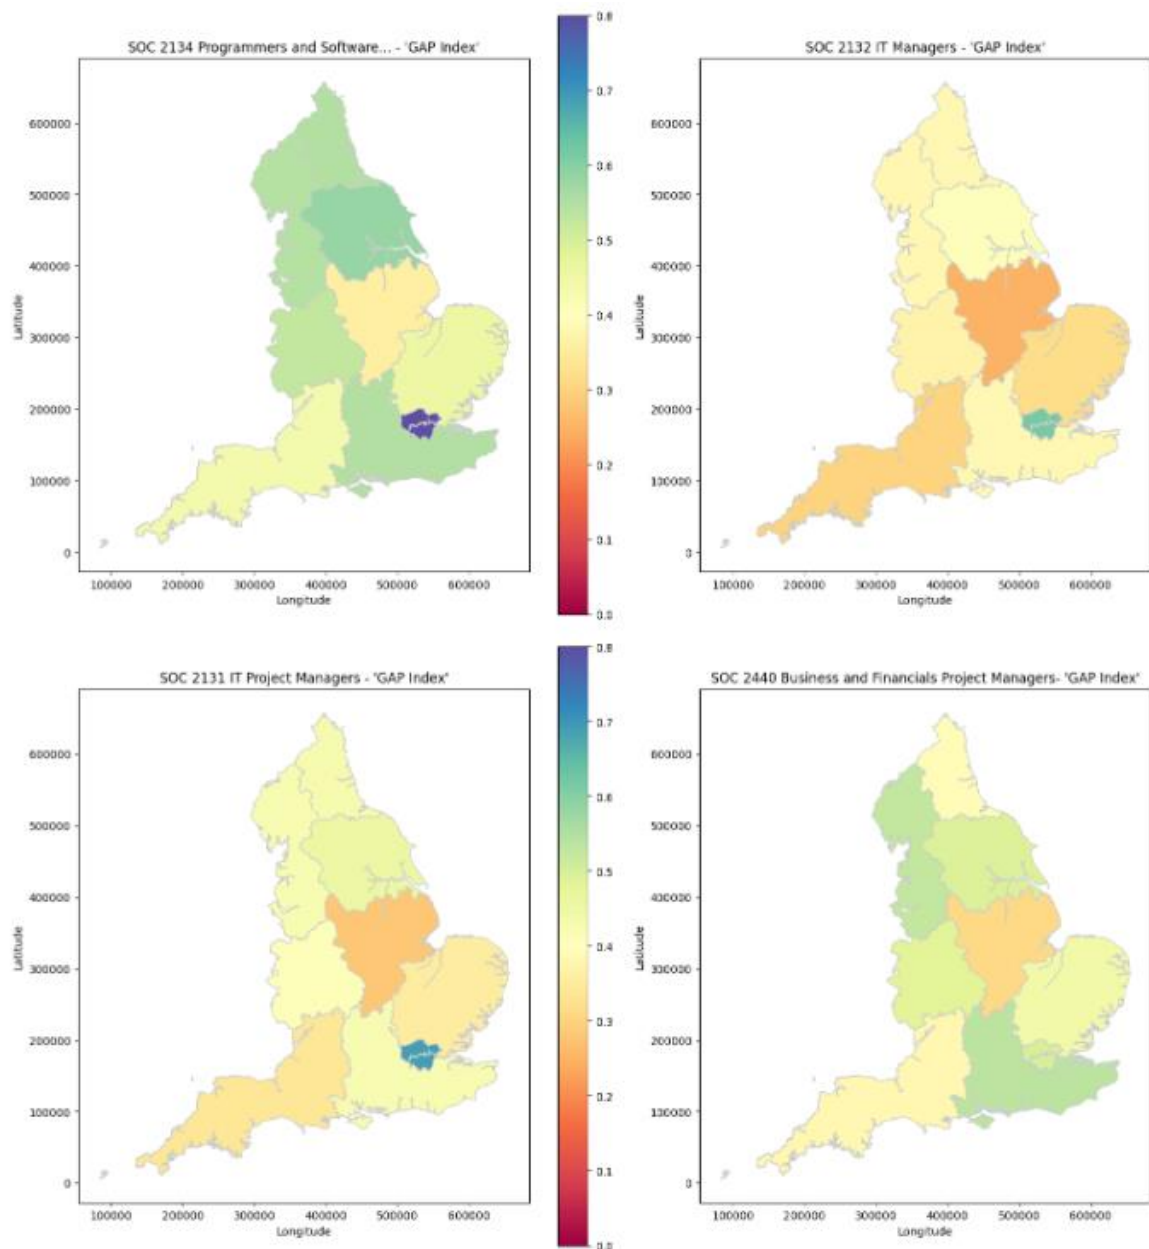 SOC 2134 Programmers and Software... - 'GAP Index'
600000
500000
400000
300000
200000
100000
0
Latitude
100000 200000 300000 400000 500000 600000
Longitude
0.8
0.7
0.6
0.5
0.4
0.3
0.2
0.1
0.0
SOC 2132 IT Managers - 'GAP Index'
600000
500000
400000
300000
200000
100000
0
Latitude
100000 200000 300000 400000 500000 600000
Longitude
SOC 2131 IT Project Managers - 'GAP Index'
600000
500000
400000
300000
200000
100000
0
Latitude
100000 200000 300000 400000 500000 600000
Longitude
0.8
0.7
0.6
0.5
0.4
0.3
0.2
0.1
0.0
SOC 2440 Business and Financials Project Managers- 'GAP Index'
600000
500000
400000
300000
200000
100000
0
Latitude
100000 200000 300000 400000 500000 600000
Longitude